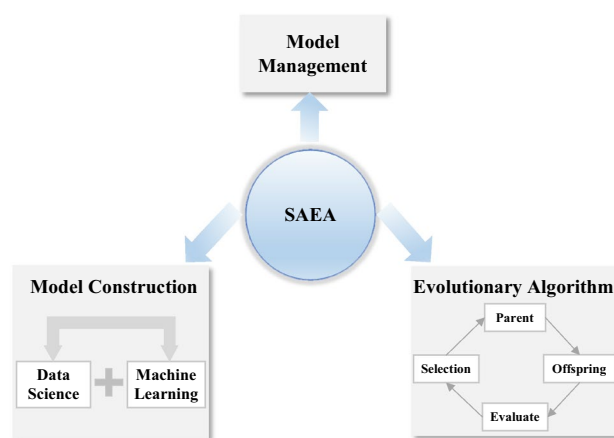 Model
Management
SAEA
Model Construction
Data
Science
Machine
Learning
Evolutionary Algorithm
Parent
Selection
Offspring
Evaluate